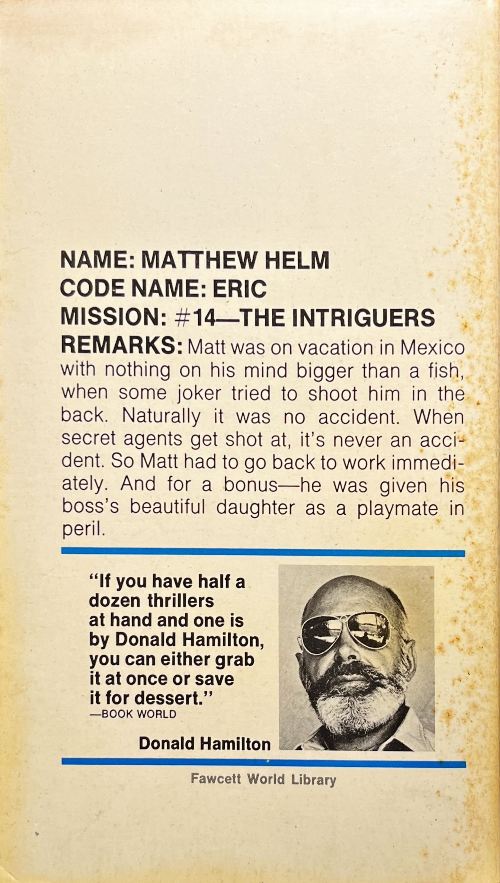 NAME: MATTHEW HELM
CODE NAME: ERIC
MISSION: #14—THE INTRIGUERS
REMARKS: Matt was on vacation in Mexico
with nothing on his mind bigger than a fish,
when some joker tried to shoot him in the
back. Naturally it was no accident. When
secret agents get shot at, it's never an acci-
dent. So Matt had to go back to work immedi-
ately. And for a bonus—he was given his
boss's beautiful daughter as a playmate in
peril.
“If you have half a
dozen thrillers
at hand and one is
by Donald Hamilton,
you can either grab
it at once or save
it for dessert.”
—BOOK WORLD
Donald Hamilton
Fawcett World Library